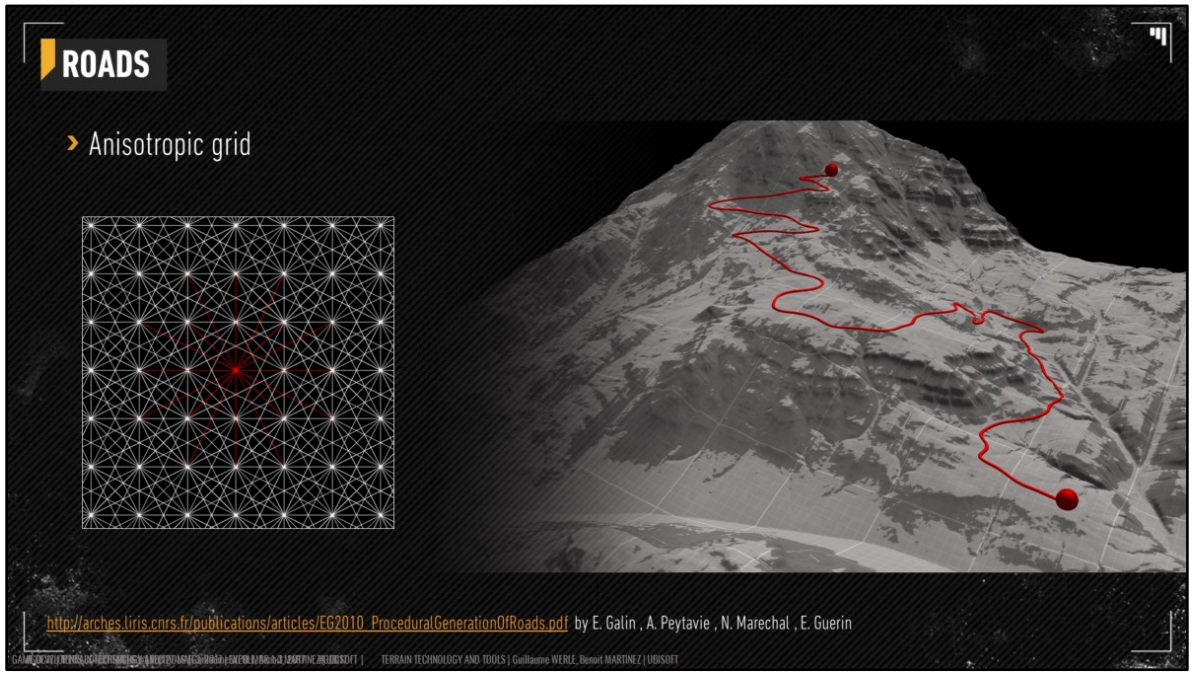 ROADS
› Anisotropic grid
http://arches.liris.cnrs.fr/publications/articles/EG2010_ProceduralGenerationOfRoads.pdf by E. Galin , A. Peytavie , N. Marechal , E. Guerin
TERRAIN TECHNOLOGY AND TOOLS | Guillaume WERLE, Benoit MARTINEZ | UBISOFT